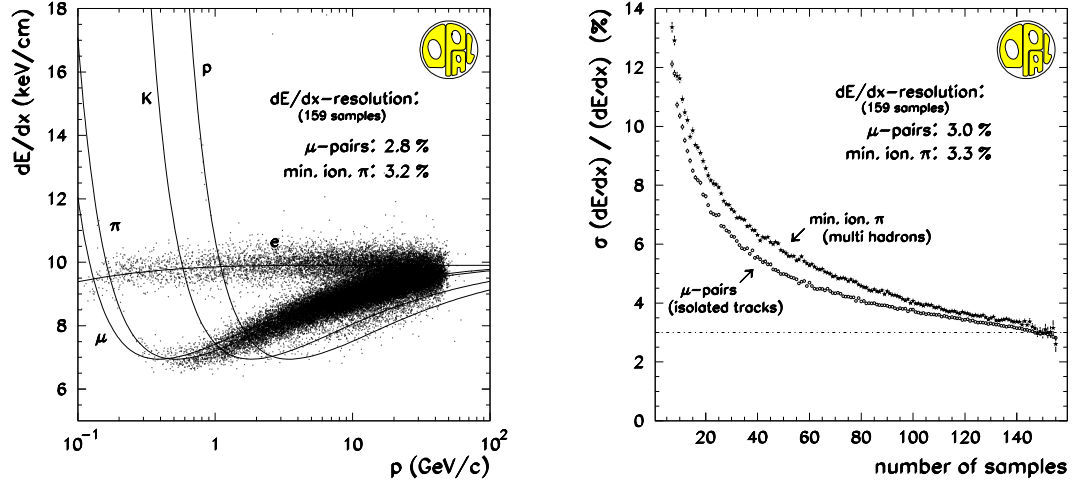 18
16
14
12
10
8
6
dE/dx (keV/cm)
OPAL
K
p
π
e
μ
dE/dx-resolution:
(159 samples)
μ-pairs: 2.8 %
min. ion. π: 3.2 %
10⁻¹
1
10
10²
p (GeV/c)
14
12
10
8
6
4
2
0
σ (dE/dx) / (dE/dx) (%)
OPAL
dE/dx-resolution:
(159 samples)
μ-pairs: 3.0 %
min. ion. π: 3.3 %
min. ion. π
(multi hadrons)
μ-pairs
(isolated tracks)
20
40
60
80
100
120
140
number of samples